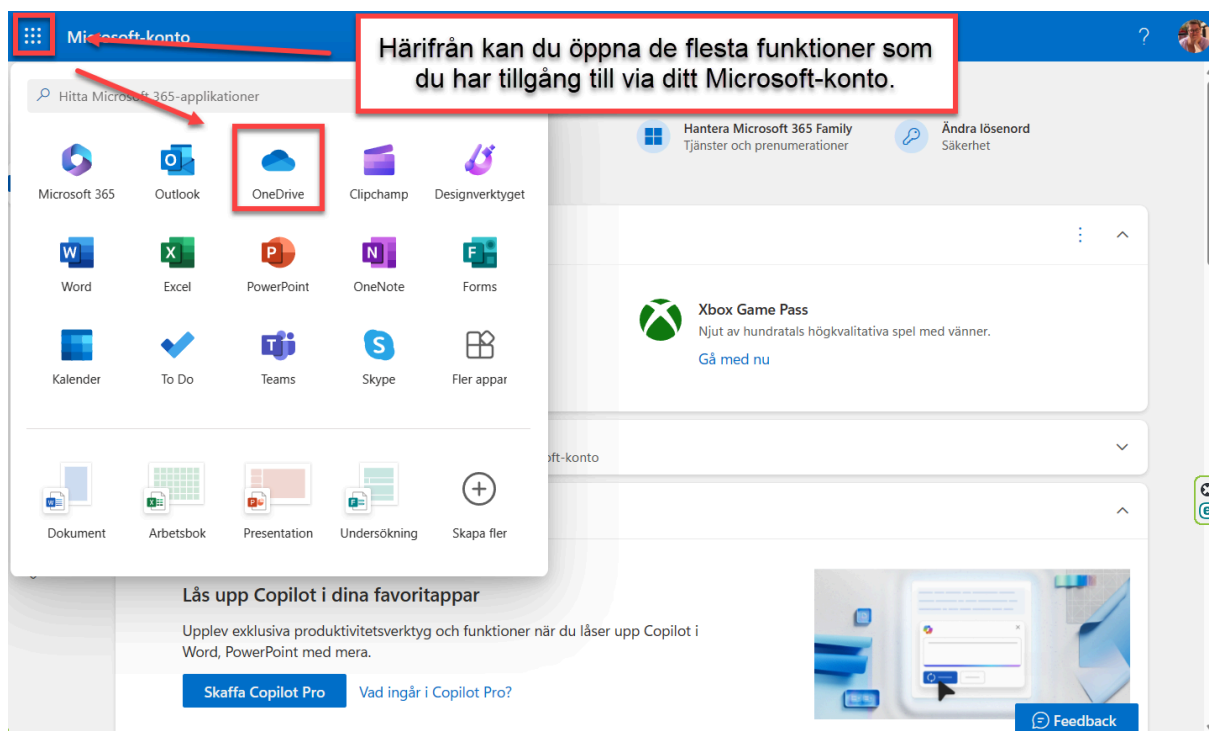 Microsoft-konto
?
Härifrån kan du öppna de flesta funktioner som
du har tillgång till via ditt Microsoft-konto.
Hitta Microsoft 365-applikationer
Hantera Microsoft 365 Family
Tjänster och prenumerationer
Ändra lösenord
Säkerhet
Microsoft 365
Outlook
OneDrive
Clipchamp
Designverktyget
Word
Excel
PowerPoint
OneNote
Forms
Xbox Game Pass
Njut av hundratals högkvalitativa spel med vänner.
Gå med nu
Kalender
To Do
Teams
Skype
Fler appar
oft-konto
Dokument
Arbetsbok
Presentation
Undersökning
Skapa fler
Lås upp Copilot i dina favoritappar
Upplev exklusiva produktivitetsverktyg och funktioner när du låser upp Copilot i
Word, PowerPoint med mera.
Skaffa Copilot Pro
Vad ingår i Copilot Pro?
Feedback